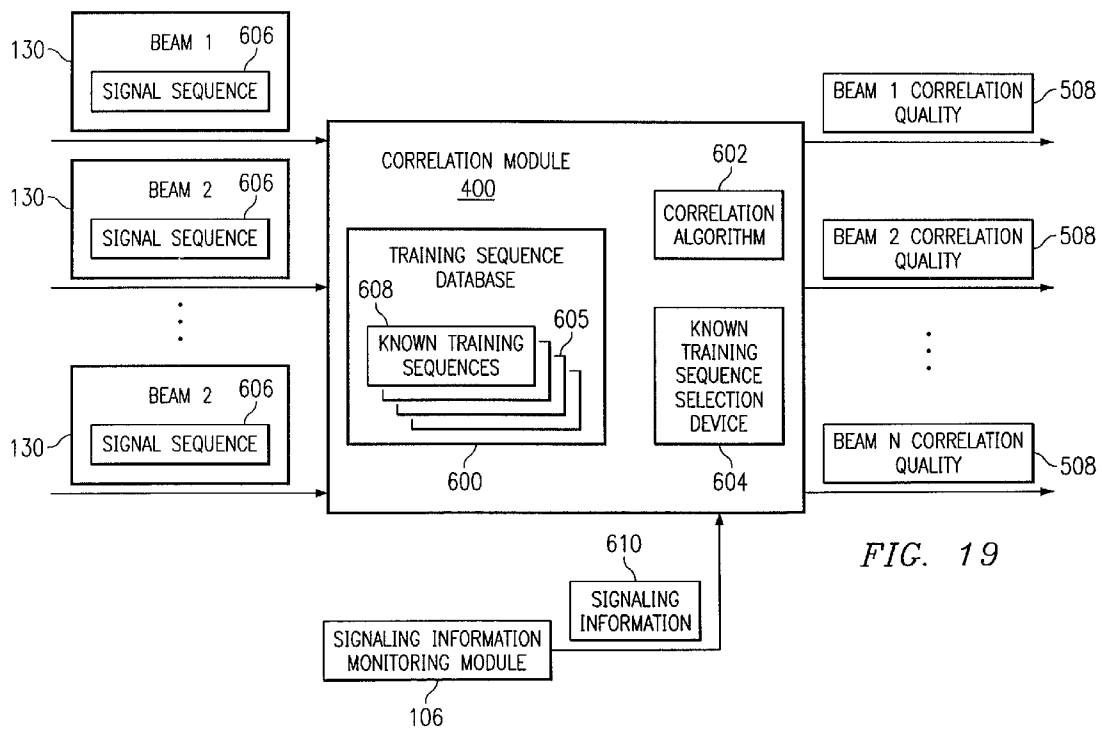 130
BEAM 1
606
SIGNAL SEQUENCE
130
BEAM 2
606
SIGNAL SEQUENCE
130
BEAM 2
606
SIGNAL SEQUENCE
CORRELATION MODULE
400
602
CORRELATION
ALGORITHM
TRAINING SEQUENCE
DATABASE
608
605
KNOWN TRAINING
SEQUENCES
600
KNOWN
TRAINING
SEQUENCE
SELECTION
DEVICE
604
BEAM 1 CORRELATION
QUALITY
508
BEAM 2 CORRELATION
QUALITY
508
BEAM N CORRELATION
QUALITY
508
610
SIGNALING
INFORMATION
SIGNALING INFORMATION
MONITORING MODULE
106
FIG. 19